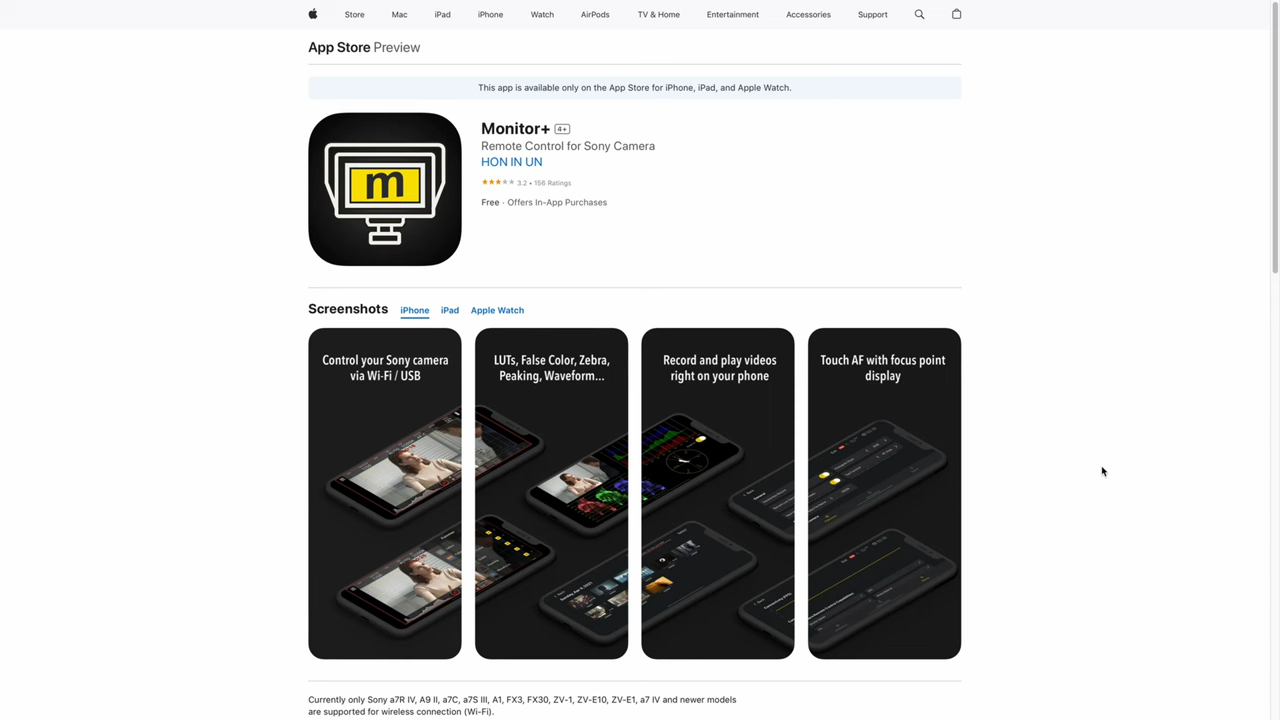 Store Mac iPad iPhone Watch AirPods TV & Home Entertainment Accessories Support
App Store Preview
This app is available only on the App Store for iPhone, iPad, and Apple Watch.
m
Monitor+ 4+
Remote Control for Sony Camera
HON IN UN
3.2 • 156 Ratings
Free · Offers In-App Purchases
Screenshots iPhone iPad Apple Watch
Control your Sony camera
via Wi-Fi / USB
LUTs, False Color, Zebra,
Peaking, Waveform...
Record and play videos
right on your phone
Touch AF with focus point
display
Currently only Sony a7R IV, A9 II, a7C, a7S III, A1, FX3, FX30, ZV-1, ZV-E10, ZV-E1, a7 IV and newer models
are supported for wireless connection (Wi-Fi).